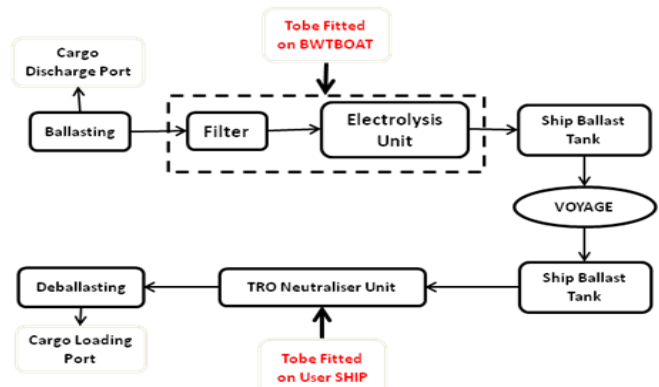 Tobe Fitted
on BWTBOAT
Cargo
Discharge Port
Ballasting
Filter
Electrolysis
Unit
Ship Ballast
Tank
VOYAGE
Ship Ballast
Tank
TRO Neutraliser Unit
Deballasting
Cargo Loading
Port
Tobe Fitted
on User SHIP